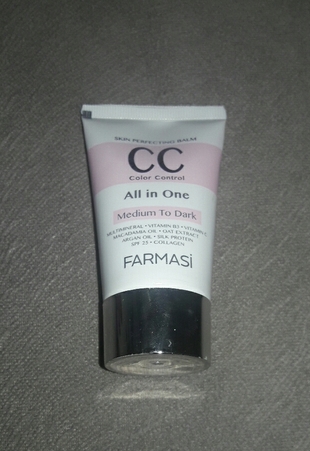 SKIN PERFECTING BALM
CC
Color Control
All in One
Medium To Dark
MULTIMINERAL • VITAMIN B3 • VITAMIN E
MACADAMIA OIL • OAT EXTRACT
ARGAN OIL • SILK PROTEIN
SPF 25 • COLLAGEN
FARMASi